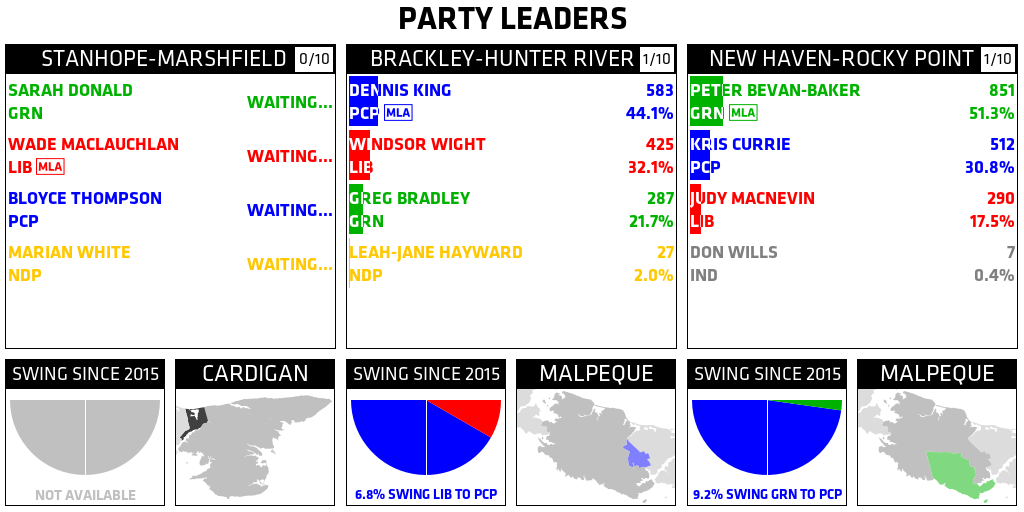 PARTY LEADERS
STANHOPE-MARSHFIELD 0/10
SARAH DONALD
GRN
WAITING...
WADE MACLAUCHLAN
LIB MLA
WAITING...
BLOYCE THOMPSON
PCP
WAITING...
MARIAN WHITE
NDP
WAITING...
BRACKLEY-HUNTER RIVER 1/10
DENNIS KING 583
PCP MLA 44.1%
WINDSOR WIGHT 425
LIB 32.1%
GREG BRADLEY 287
GRN 21.7%
LEAH-JANE HAYWARD 27
NDP 2.0%
NEW HAVEN-ROCKY POINT 1/10
PETER BEVAN-BAKER 851
GRN MLA 51.3%
KRIS CURRIE 512
PCP 30.8%
JUDY MACNEVIN 290
LIB 17.5%
DON WILLS 7
IND 0.4%
SWING SINCE 2015
NOT AVAILABLE
CARDIGAN
SWING SINCE 2015
6.8% SWING LIB TO PCP
MALPEQUE
SWING SINCE 2015
9.2% SWING GRN TO PCP
MALPEQUE